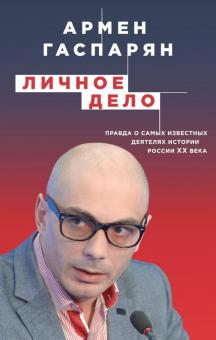 АРМЕН
ГАСПАРЯН
ЛИЧНОЕ
ДЕЛО
ПРАВДА О САМЫХ ИЗВЕСТНЫХ
ДЕЯТЕЛЯХ ИСТОРИИ
РОССИИ XX ВЕКА